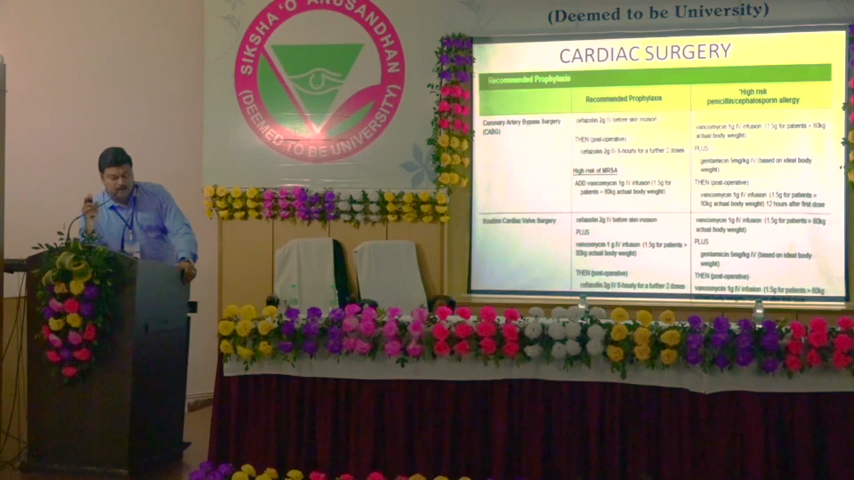 SIKSHA 'O' ANUSANDHAN
(DEEMED TO BE UNIVERSITY)
(Deemed to be University)
CARDIAC SURGERY
Recommended Prophylaxis
Recommended Prophylaxis
*High risk
penicillin/cephalosporin allergy
Coronary Artery Bypass Surgery
(CABG)
cefazolin 2g IV before skin incision
THEN (post-operative)
cefazolin 2g IV 8-hourly for a further 2 doses
High risk of MRSA
ADD vancomycin 1g IV infusion (1.5g for
patients > 80kg actual body weight)
vancomycin 1g IV infusion (1.5g for patients > 80kg
actual body weight)
PLUS
gentamicin 5mg/kg IV (based on ideal body
weight)
THEN (post-operative)
vancomycin 1g IV infusion (1.5g for patients >
80kg actual body weight) 12 hours after first dose
Cardiac Valve Surgery
cefazolin 2g IV before skin incision
PLUS
vancomycin 1 g IV infusion (1.5g for patients >
80kg actual body weight)
THEN (post-operative)
cefazolin 2g IV 8-hourly for a further 2 doses
vancomycin 1g IV infusion (1.5g for patients > 80kg
actual body weight)
PLUS
gentamicin 5mg/kg IV (based on ideal body
weight)
THEN (post-operative)
vancomycin 1g IV infusion (1.5g for patients > 80kg